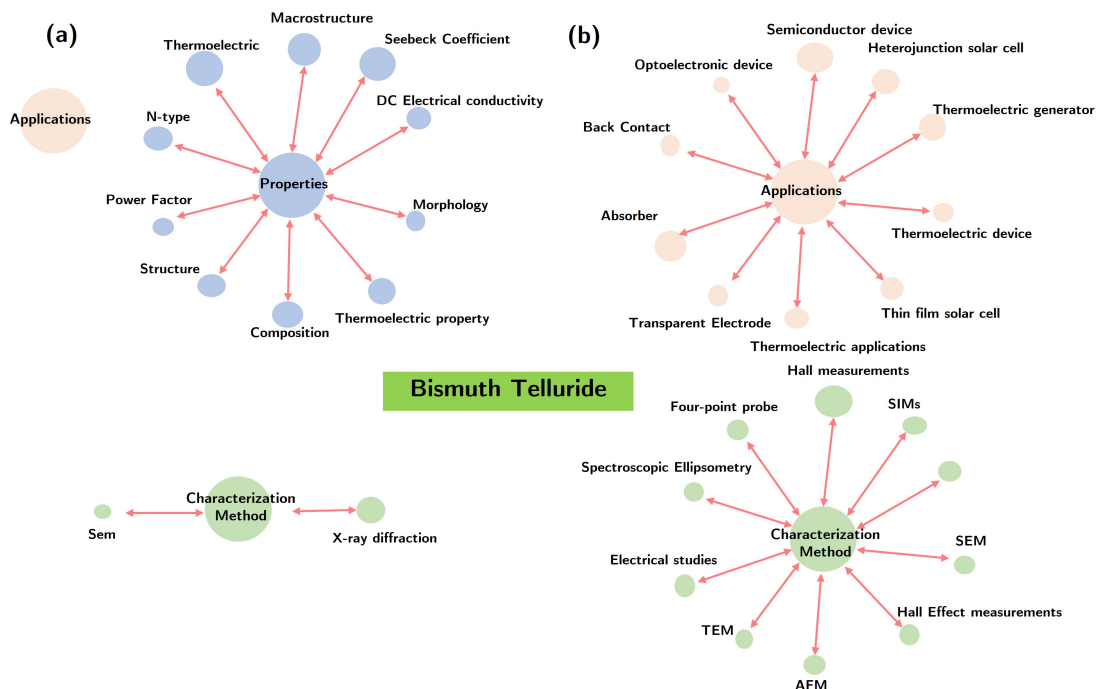 (a)
Macrostructure
Thermoelectric
Seebeck Coefficient
DC Electrical conductivity
Applications
N-type
Properties
Power Factor
Morphology
Structure
Thermoelectric property
Composition
(b)
Semiconductor device
Heterojunction solar cell
Optoelectronic device
Thermoelectric generator
Back Contact
Applications
Absorber
Thermoelectric device
Transparent Electrode
Thin film solar cell
Thermoelectric applications
Bismuth Telluride
Characterization
Method
Sem
X-ray diffraction
Hall measurements
Four-point probe
SIMs
Spectroscopic Ellipsometry
Characterization
Method
SEM
Electrical studies
Hall Effect measurements
TEM
AFM